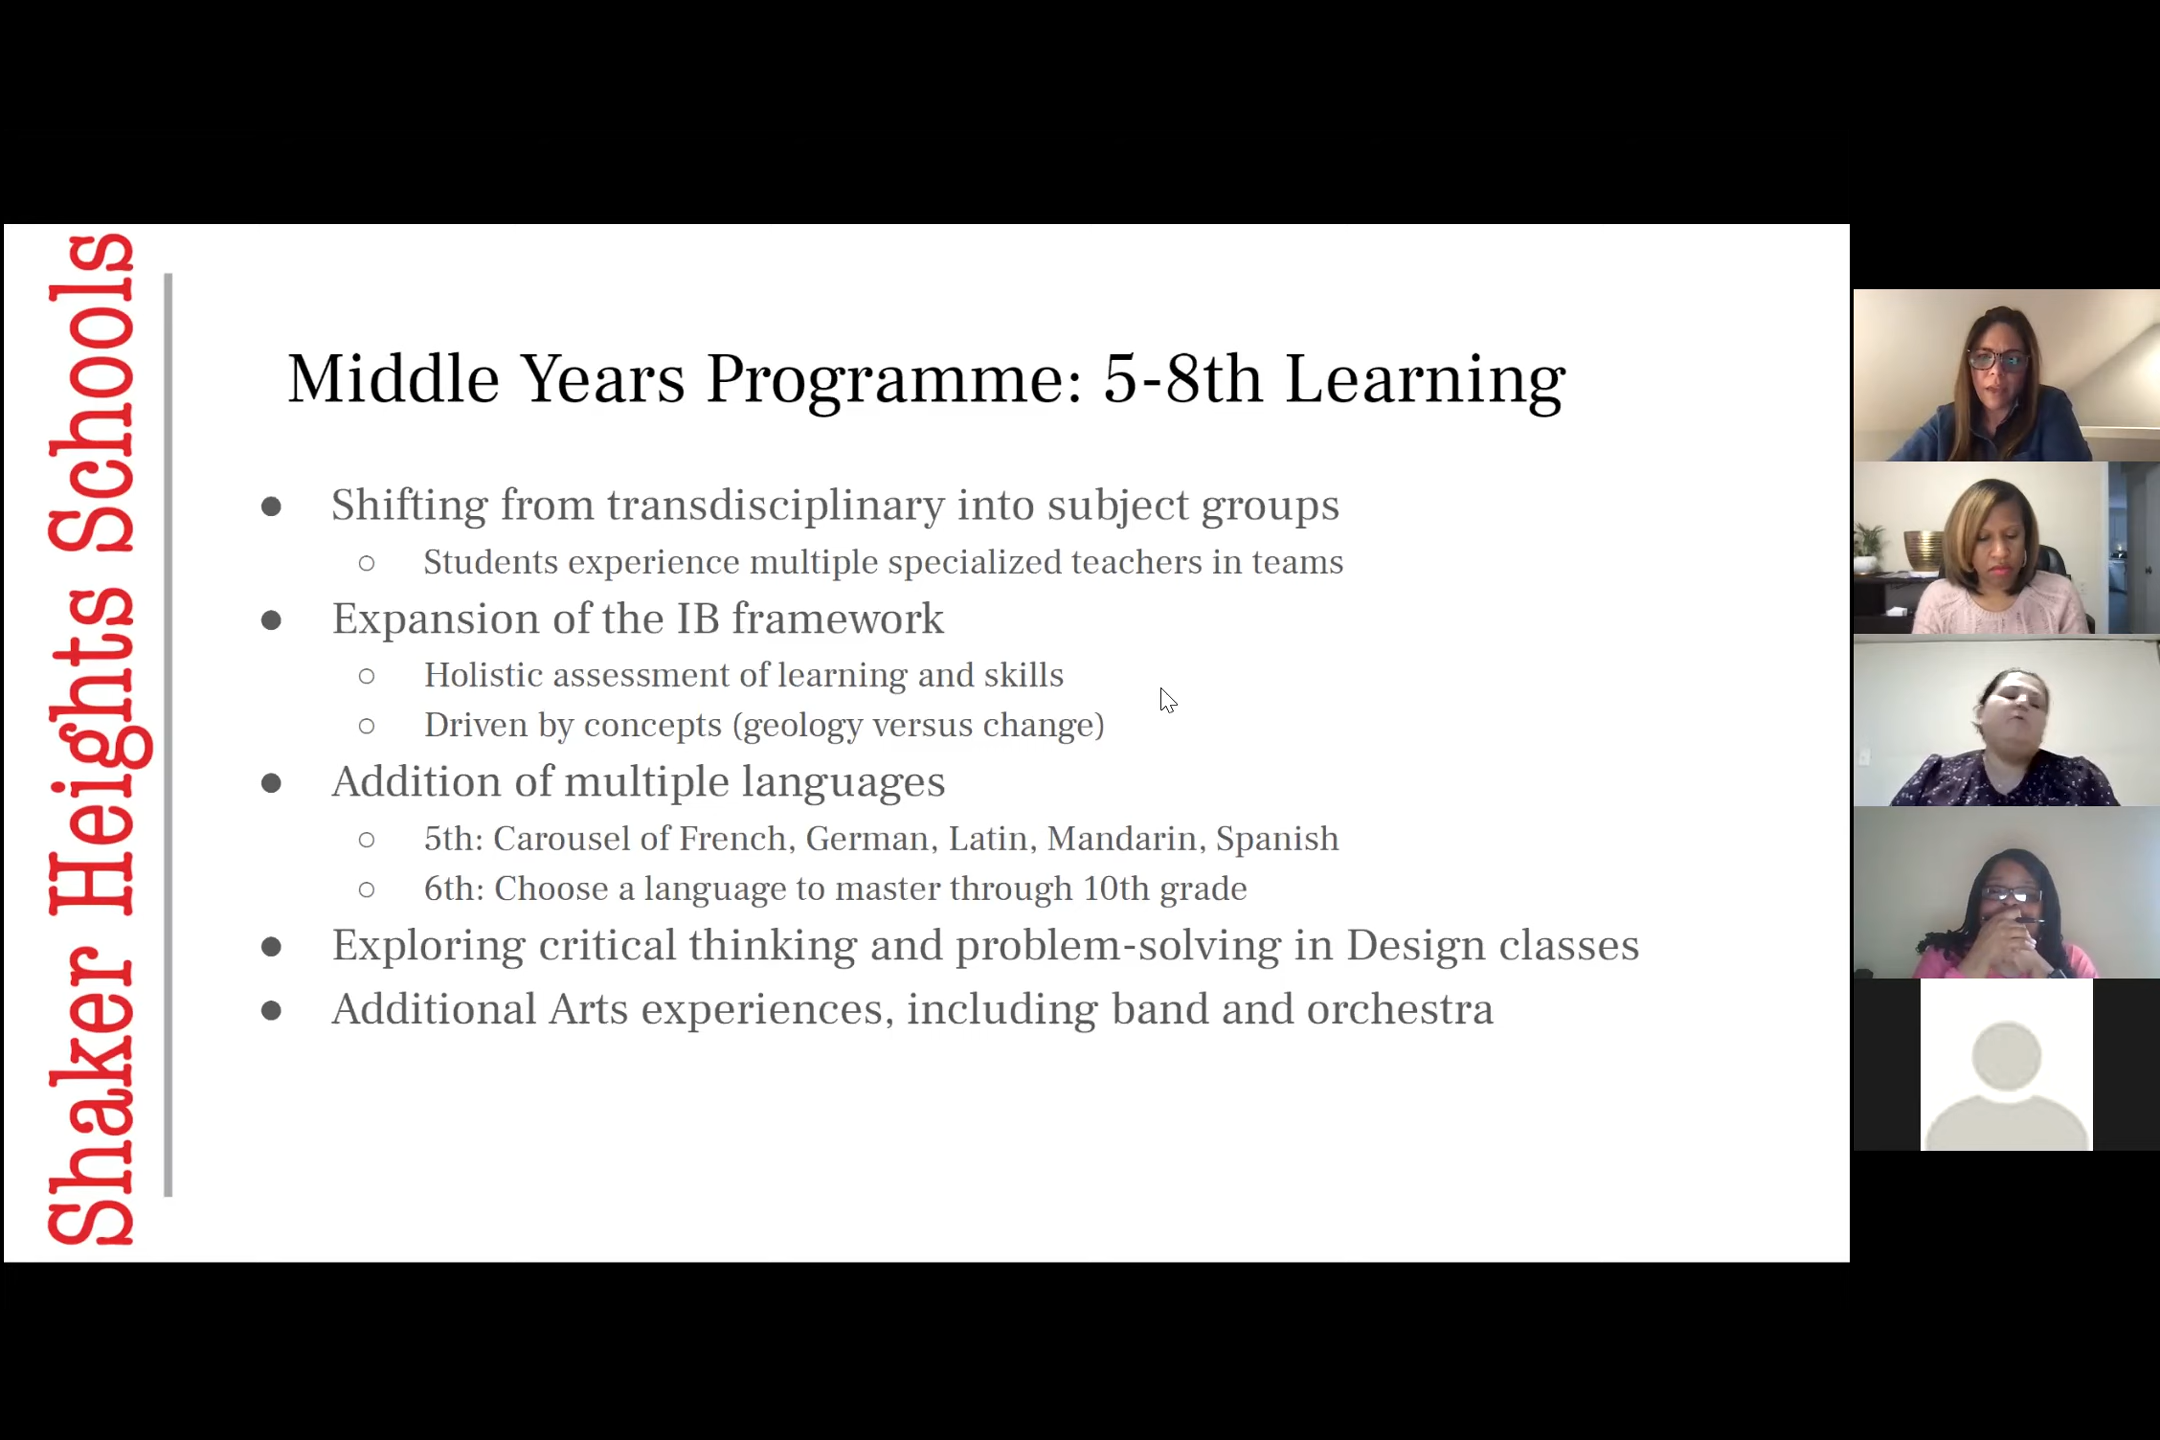 Shaker Heights Schools
Middle Years Programme: 5-8th Learning
● Shifting from transdisciplinary into subject groups
○ Students experience multiple specialized teachers in teams
● Expansion of the IB framework
○ Holistic assessment of learning and skills
○ Driven by concepts (geology versus change)
● Addition of multiple languages
○ 5th: Carousel of French, German, Latin, Mandarin, Spanish
○ 6th: Choose a language to master through 10th grade
● Exploring critical thinking and problem-solving in Design classes
● Additional Arts experiences, including band and orchestra